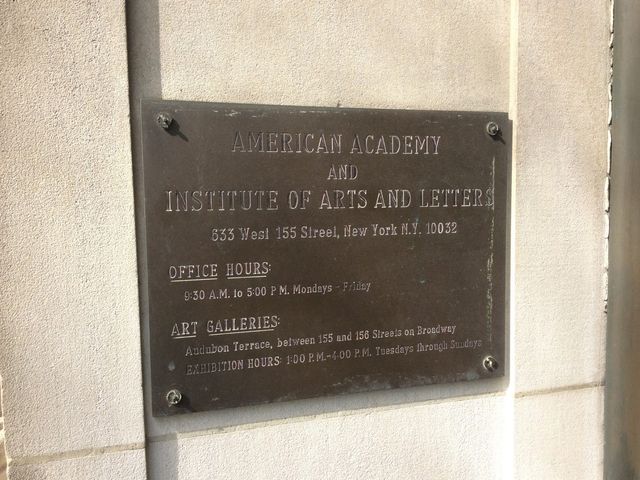 AMERICAN ACADEMY
AND
INSTITUTE OF ARTS AND LETTERS
633 West 155 Street, New York N.Y. 10032
OFFICE HOURS:
9:30 A.M. to 5:00 P.M. Mondays - Friday
ART GALLERIES:
Audubon Terrace, between 155 and 156 Streets on Broadway
EXHIBITION HOURS: 1:00 P.M.-4:00 P.M. Tuesdays through Sundays